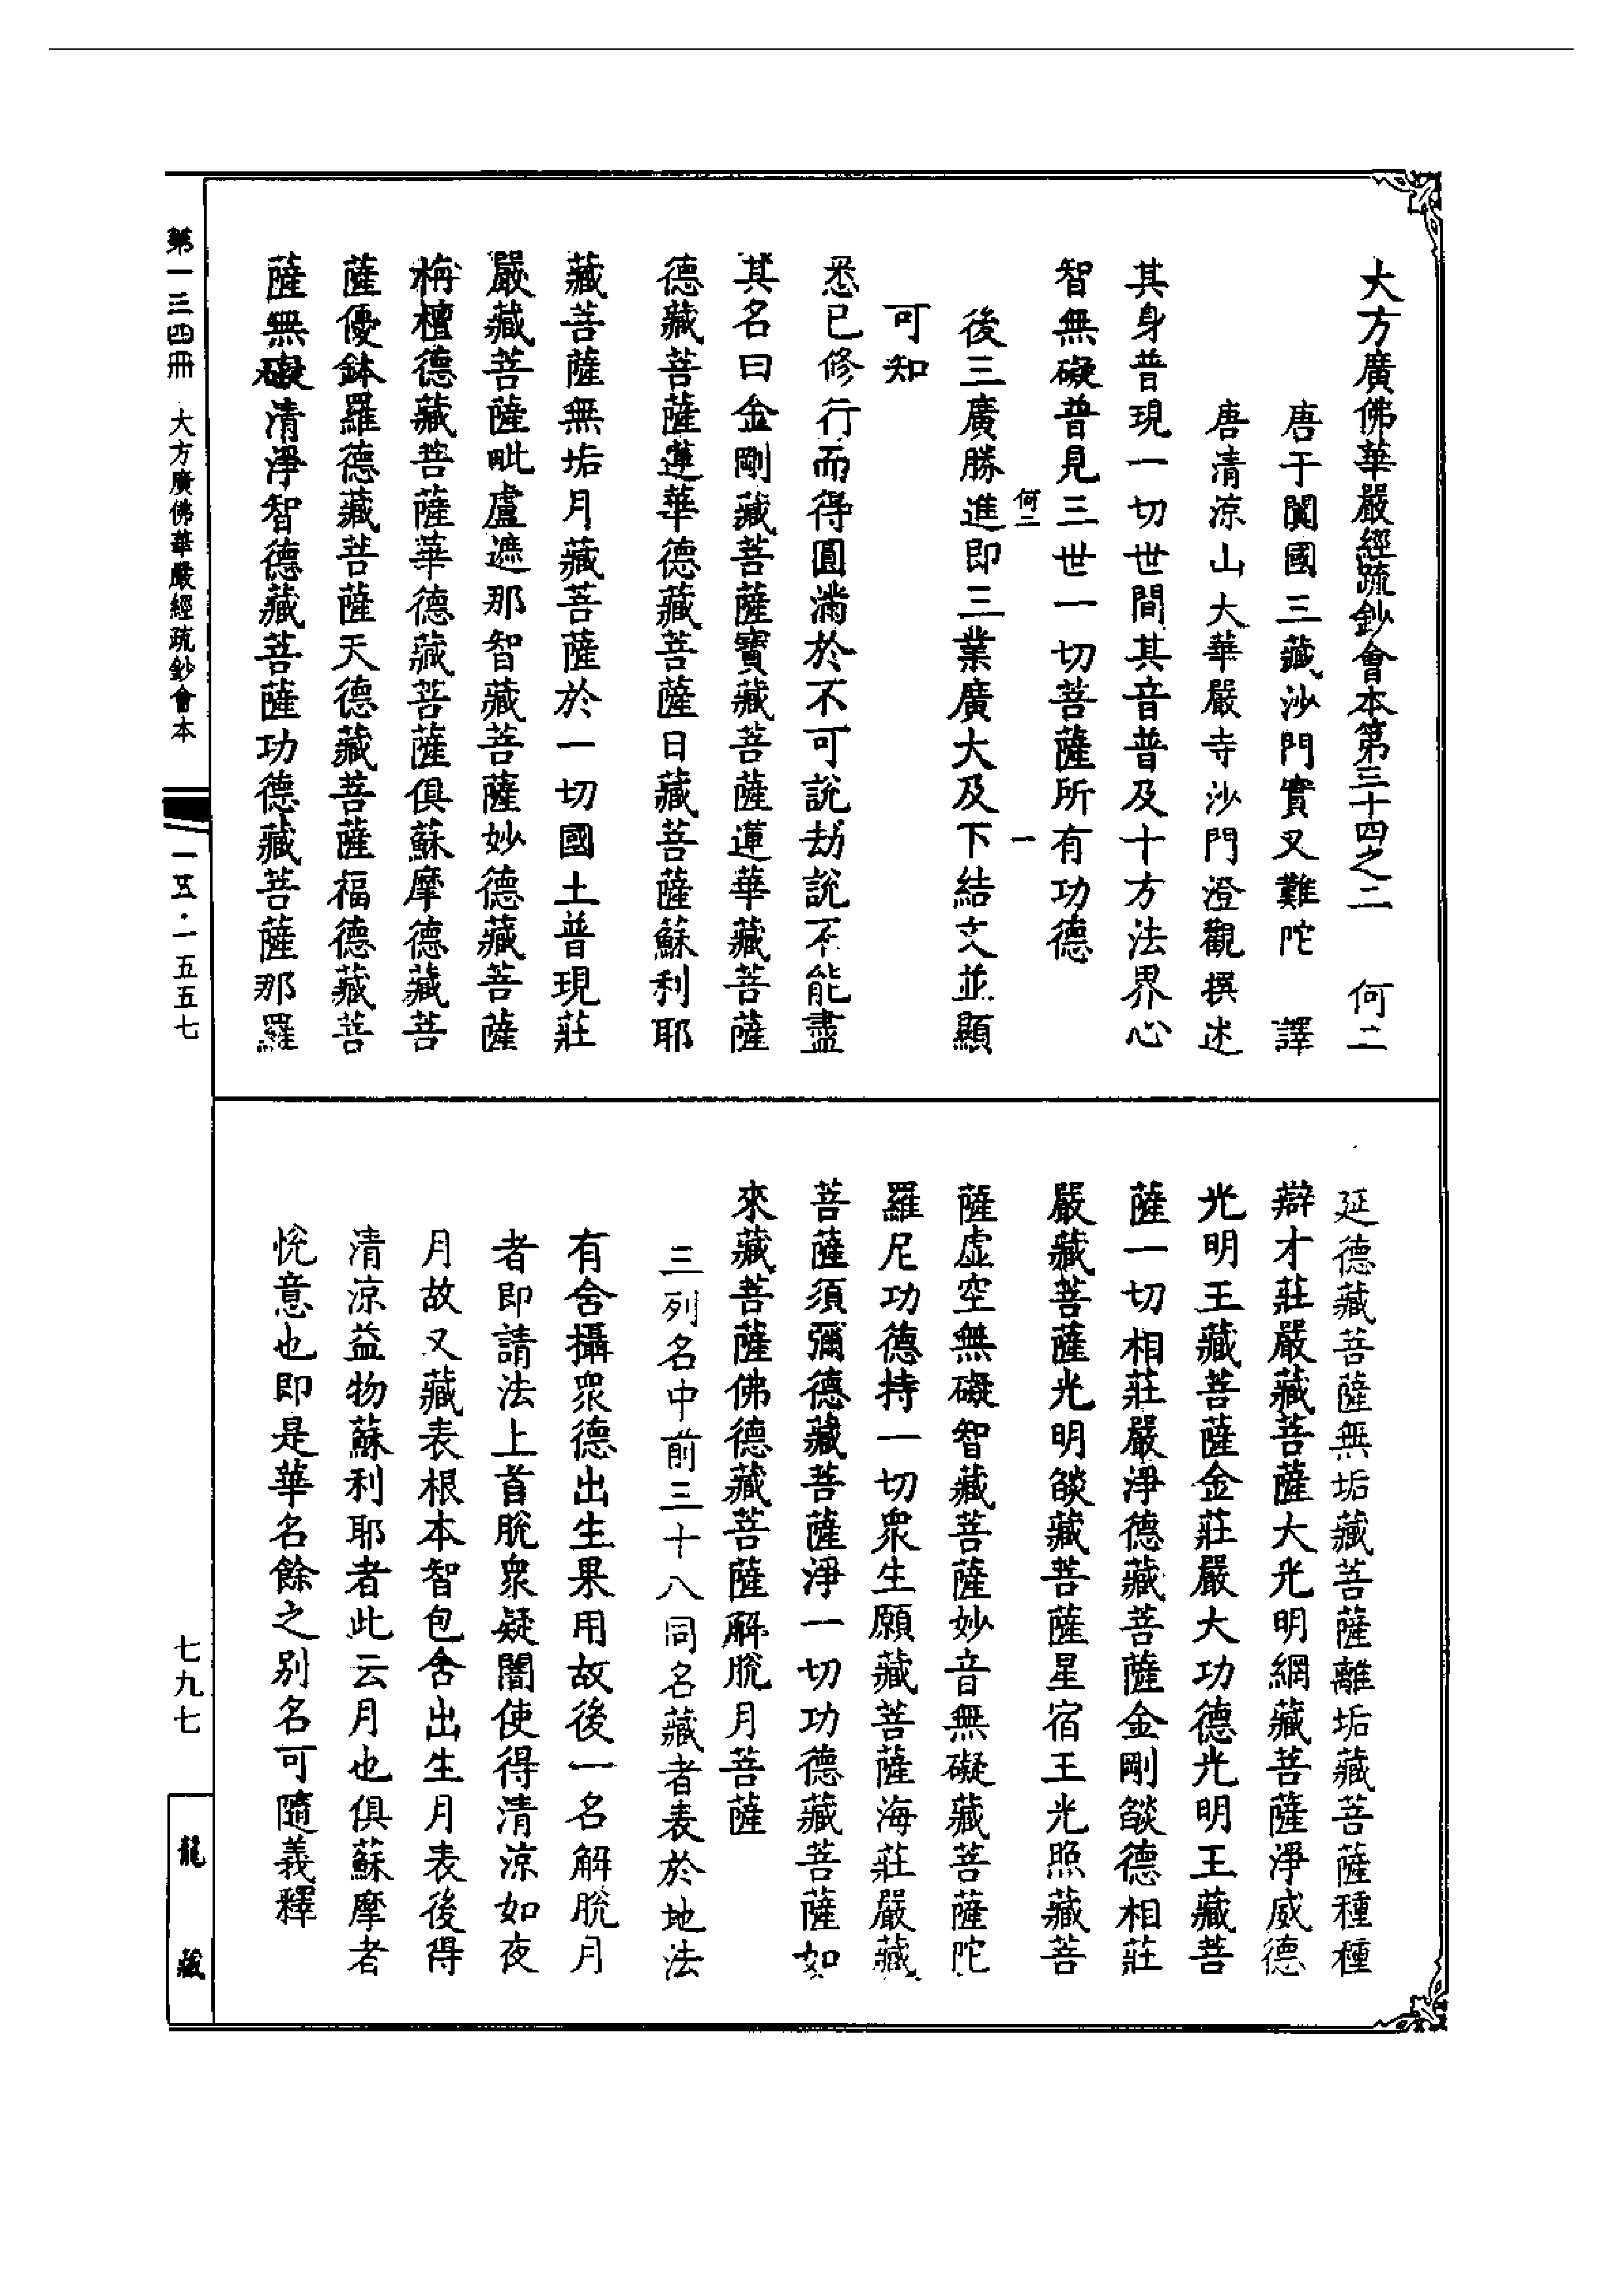 大方廣佛華嚴經疏鈔會本第三十四之二　何二
唐于闐國三藏沙門實叉難陀　譯
唐清涼山大華嚴寺沙門澄觀撰述
其身普現一切世間其音普及十方法界心
智無礙普見三世一切菩薩所有功德
何二　一
後三廣勝進即三業廣大及下結文並顯
可知
悉已修行而得圓滿於不可說劫說不能盡
其名曰金剛藏菩薩寶藏菩薩蓮華藏菩薩
德藏菩薩蓮華德藏菩薩日藏菩薩蘇利耶
藏菩薩無垢月藏菩薩於一切國土普現莊
嚴藏菩薩毗盧遮那智藏菩薩妙德藏菩薩
栴檀德藏菩薩華德藏菩薩俱蘇摩德藏菩
薩優鉢羅德藏菩薩天德藏菩薩福德藏菩
薩無礙清淨智德藏菩薩功德藏菩薩那羅
延德藏菩薩無垢藏菩薩離垢藏菩薩種種
辯才莊嚴藏菩薩大光明網藏菩薩淨威德
光明王藏菩薩金莊嚴大功德光明王藏菩
薩一切相莊嚴淨德藏菩薩金剛燄德相莊
嚴藏菩薩光明燄藏菩薩星宿王光照藏菩
薩虛空無礙智藏菩薩妙音無礙藏菩薩陀
羅尼功德持一切衆生願藏菩薩海莊嚴藏
菩薩須彌德藏菩薩淨一切功德藏菩薩如
來藏菩薩佛德藏菩薩解脫月菩薩
三列名中前三十八同名藏者表於地法
有含攝衆德出生果用故後一名解脫月
者即請法上首脫衆疑闇使得清涼如夜
月故又藏表根本智包含出生月表後得
清涼益物蘇利耶者此云月也俱蘇摩者
悅意也即是華名餘之別名可隨義釋
第一三四冊　大方廣佛華嚴經疏鈔會本
一五·一五五七
七九七
龍藏